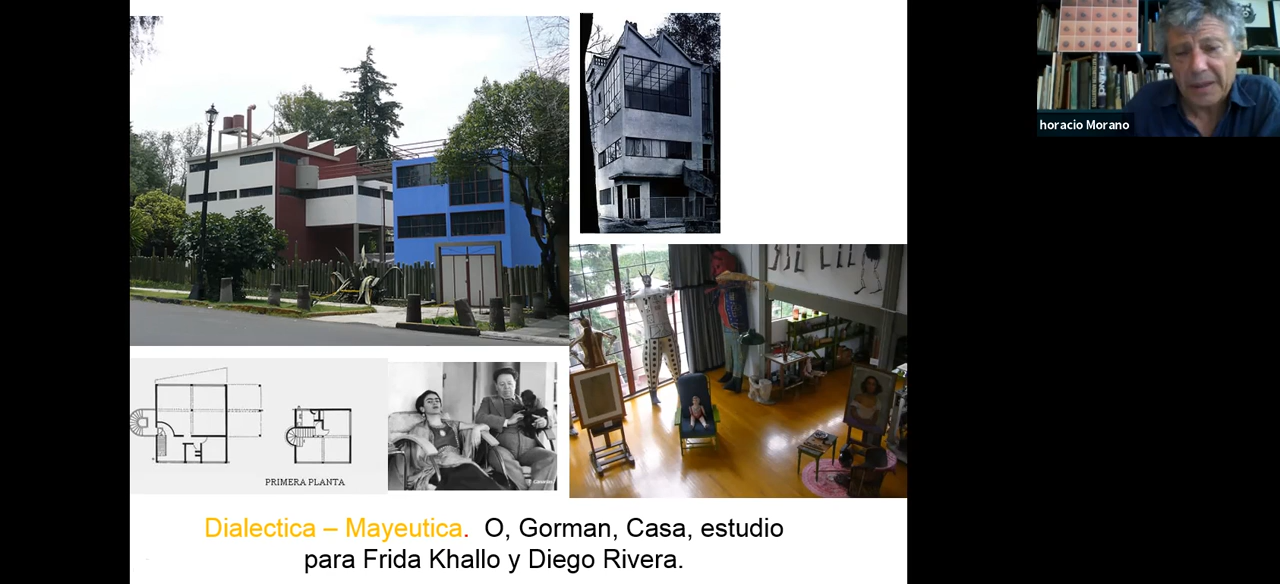 horacio Morano
PRIMERA PLANTA
Dialectica – Mayeutica.  O, Gorman, Casa, estudio
para Frida Khallo y Diego Rivera.